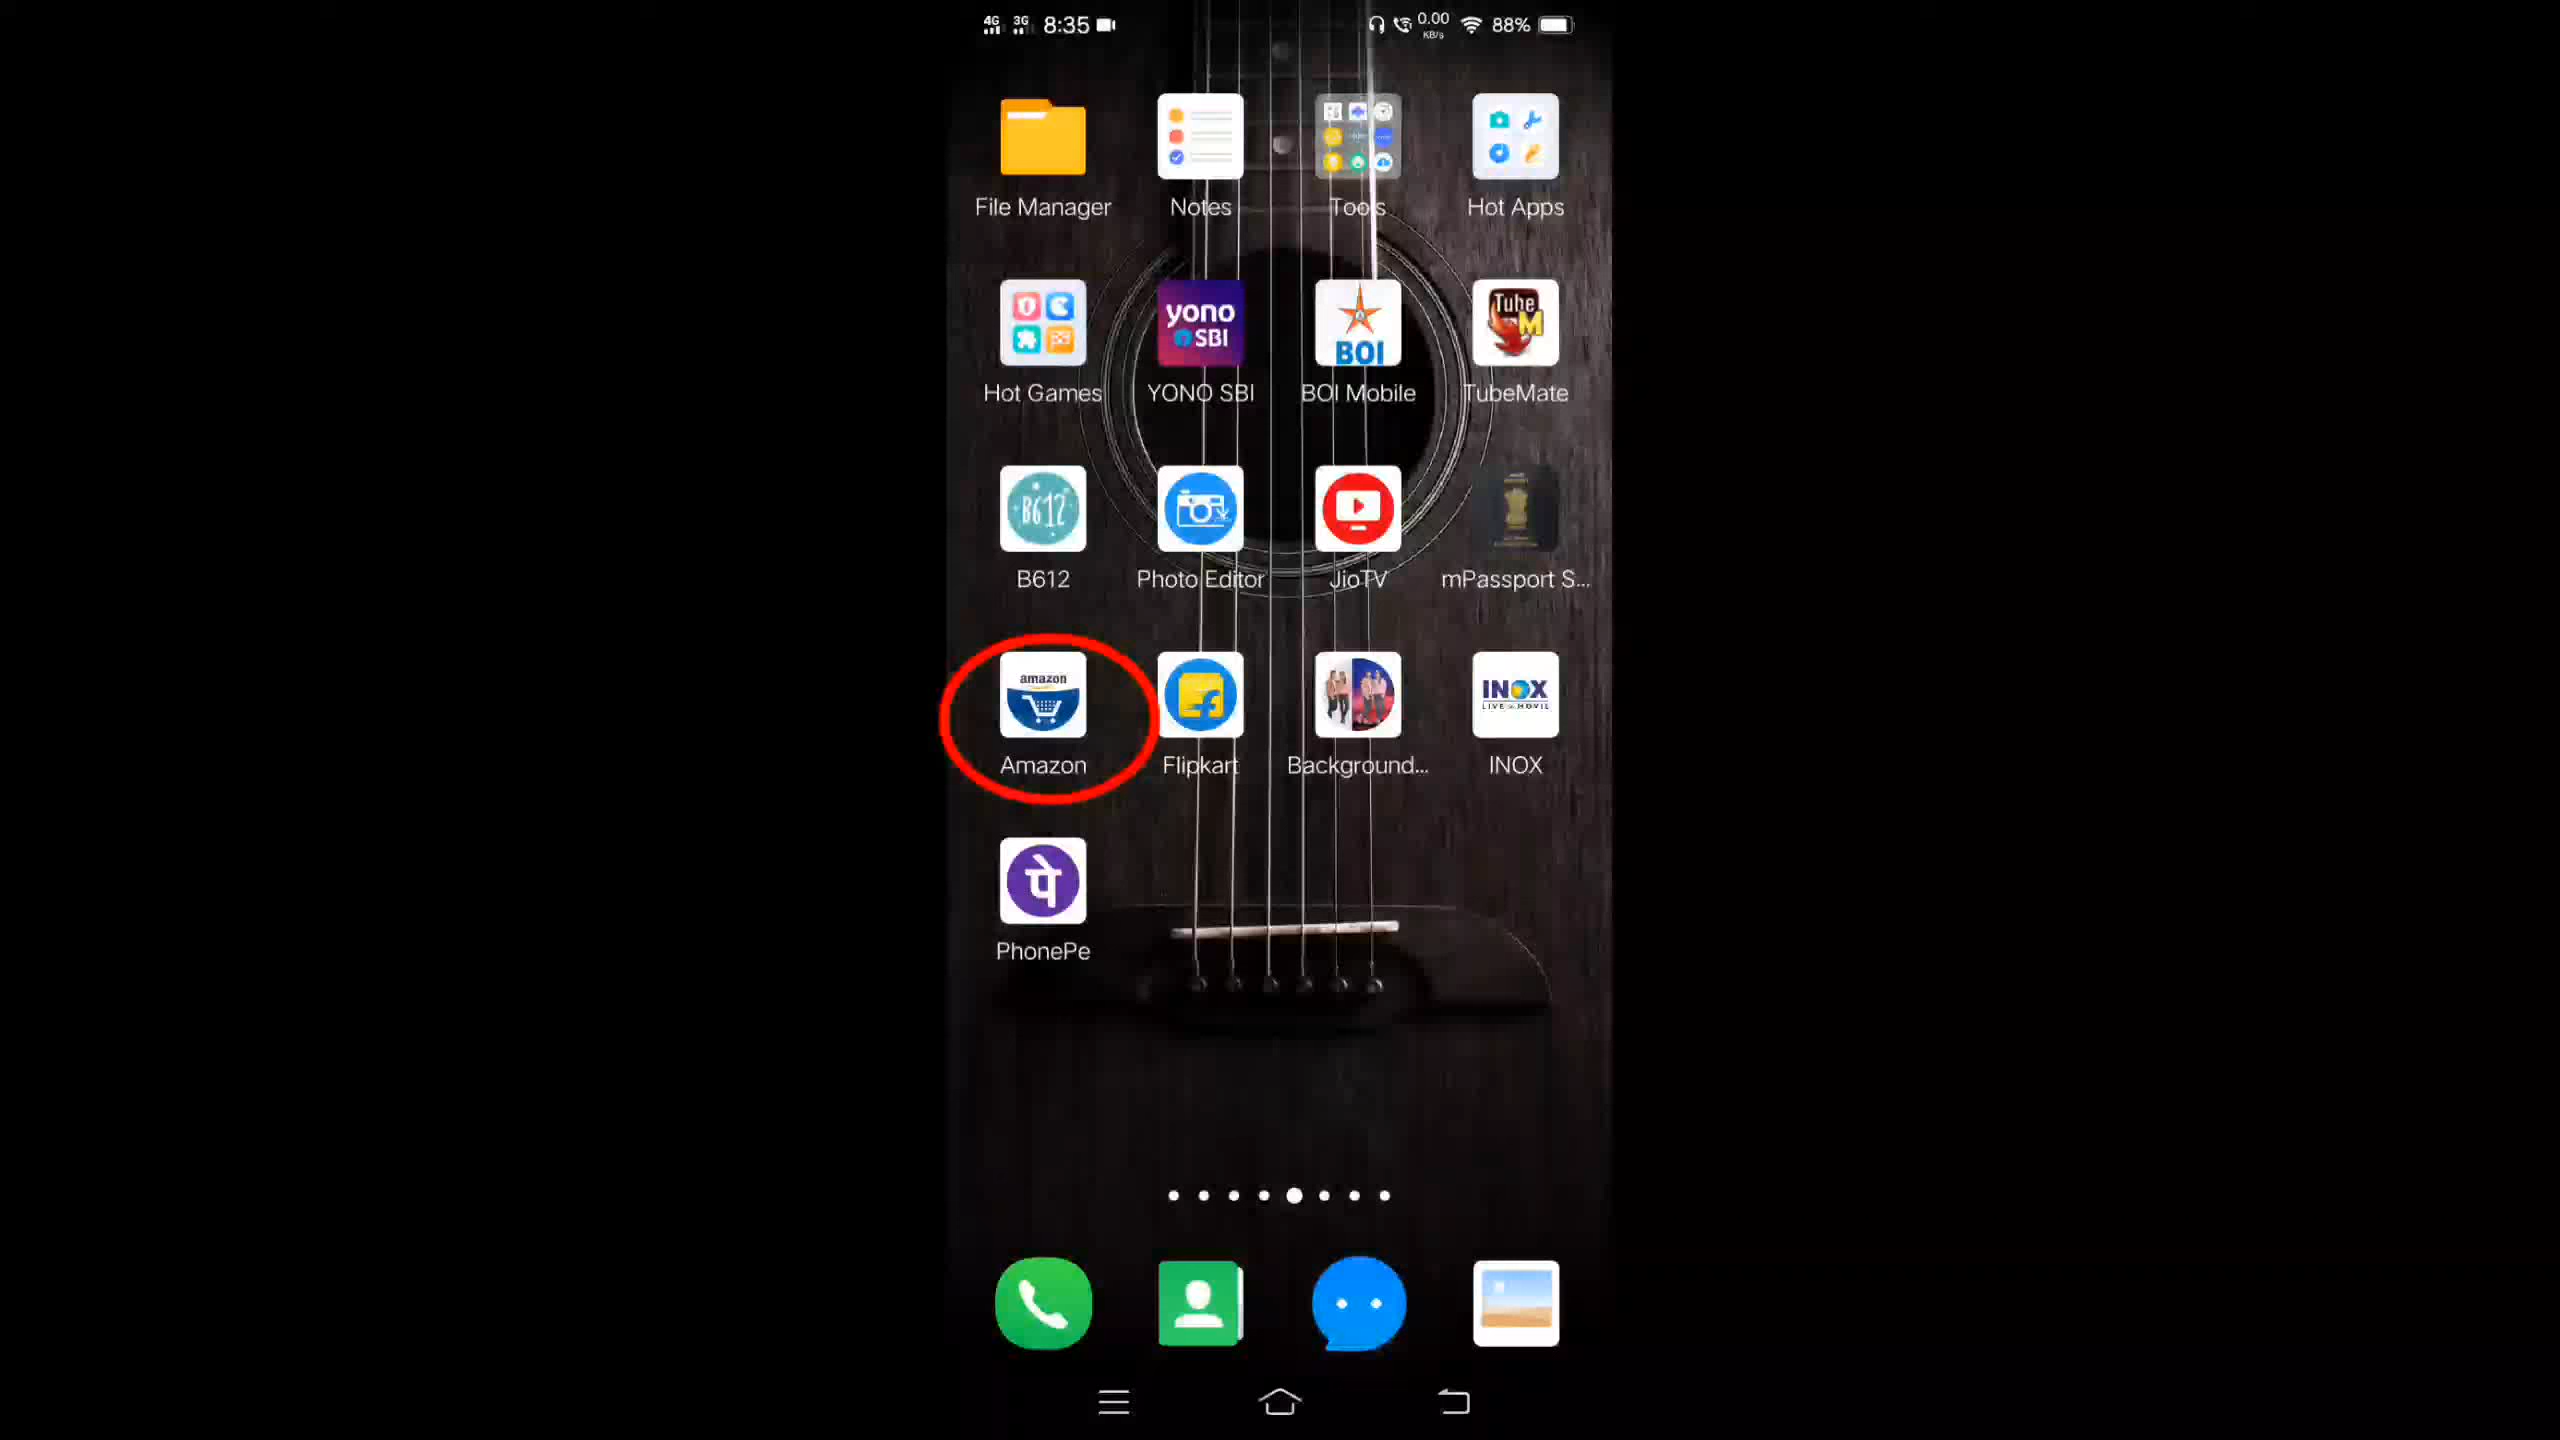 4G 3G 8:35 0.00 KB/s 88%
File Manager Notes Tools Hot Apps
yono SBI BOI Tube M
Hot Games YONO SBI BOI Mobile TubeMate
B612
B612 Photo Editor JioTV mPassport S...
amazon INOX LIVE the MOVIE
Amazon Flipkart Background... INOX
पे
PhonePe